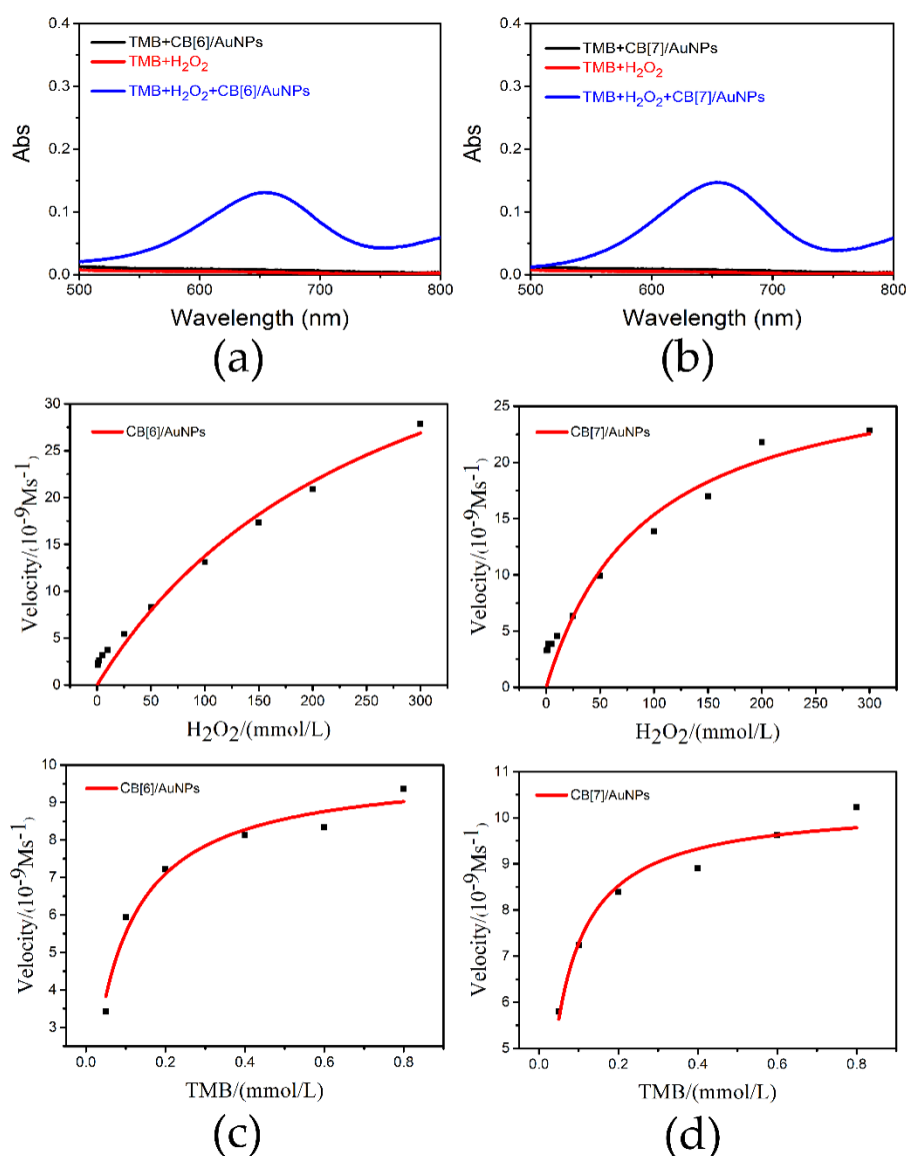 0.4
0.3
0.2
0.1
0.0
Abs
TMB+CB[6]/AuNPs
TMB+H₂O₂
TMB+H₂O₂+CB[6]/AuNPs
500 600 700 800
Wavelength (nm)
(a)
0.4
0.3
0.2
0.1
0.0
Abs
TMB+CB[7]/AuNPs
TMB+H₂O₂
TMB+H₂O₂+CB[7]/AuNPs
500 600 700 800
Wavelength (nm)
(b)
30
25
20
15
10
5
0
Velocity/(10⁻⁹Ms⁻¹)
CB[6]/AuNPs
0 50 100 150 200 250 300
H₂O₂/(mmol/L)
25
20
15
10
5
0
Velocity/(10⁻⁹Ms⁻¹)
CB[7]/AuNPs
0 50 100 150 200 250 300
H₂O₂/(mmol/L)
10
9
8
7
6
5
4
3
Velocity/(10⁻⁹Ms⁻¹)
CB[6]/AuNPs
0.0 0.2 0.4 0.6 0.8
TMB/(mmol/L)
(c)
11
10
9
8
7
6
5
Velocity/(10⁻⁹Ms⁻¹)
CB[7]/AuNPs
0.0 0.2 0.4 0.6 0.8
TMB/(mmol/L)
(d)